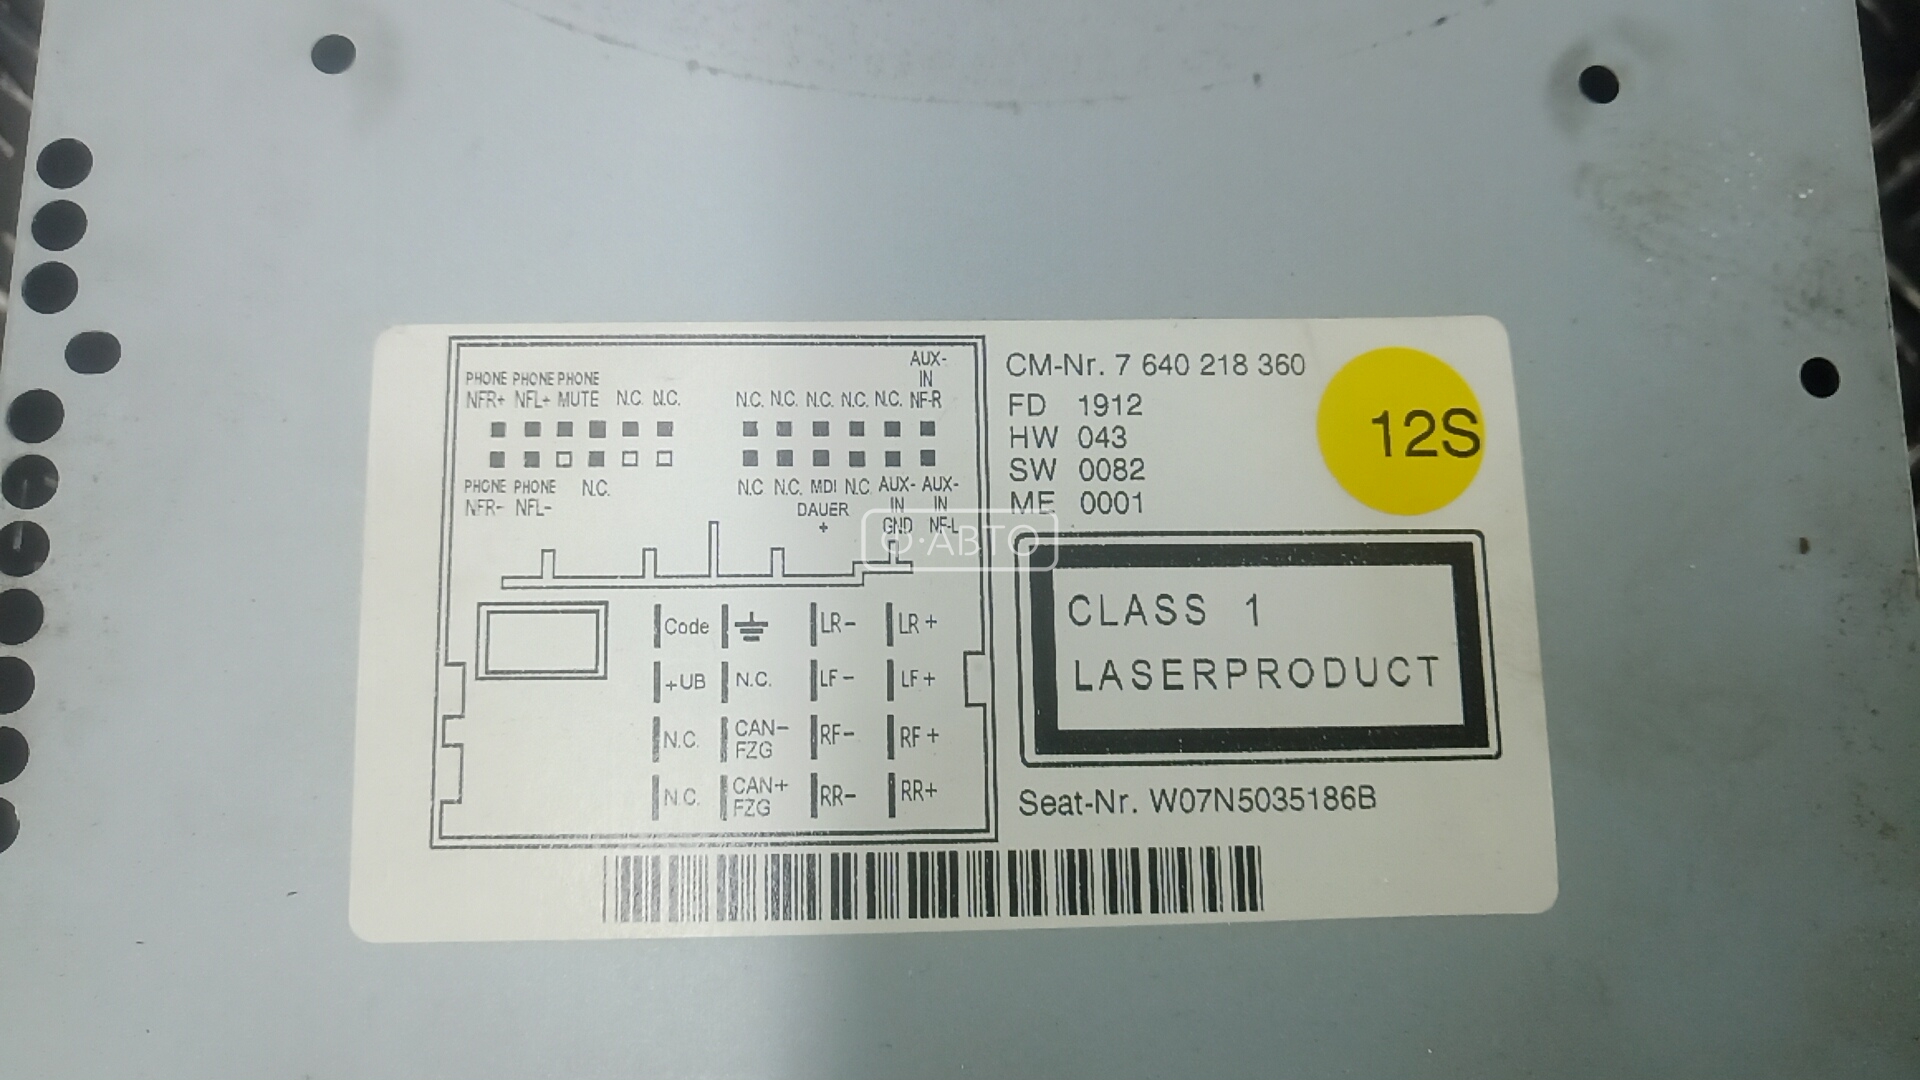 AUX-
PHONE PHONE PHONE IN
NFR+ NFL+ MUTE N.C. N.C. N.C. N.C. N.C. N.C. N.C. NF-R
PHONE PHONE N.C. N.C N.C. MDI N.C. AUX- AUX-
NFR- NFL- DAUER IN IN
+ GND NF-L
Code LR- LR+
+UB N.C. LF- LF+
N.C. CAN- RF- RF+
FZG
N.C. CAN+ RR- RR+
FZG
CM-Nr. 7 640 218 360
FD 1912
HW 043
SW 0082
ME 0001
12S
О·АВТО
CLASS 1
LASERPRODUCT
Seat-Nr. W07N5035186B